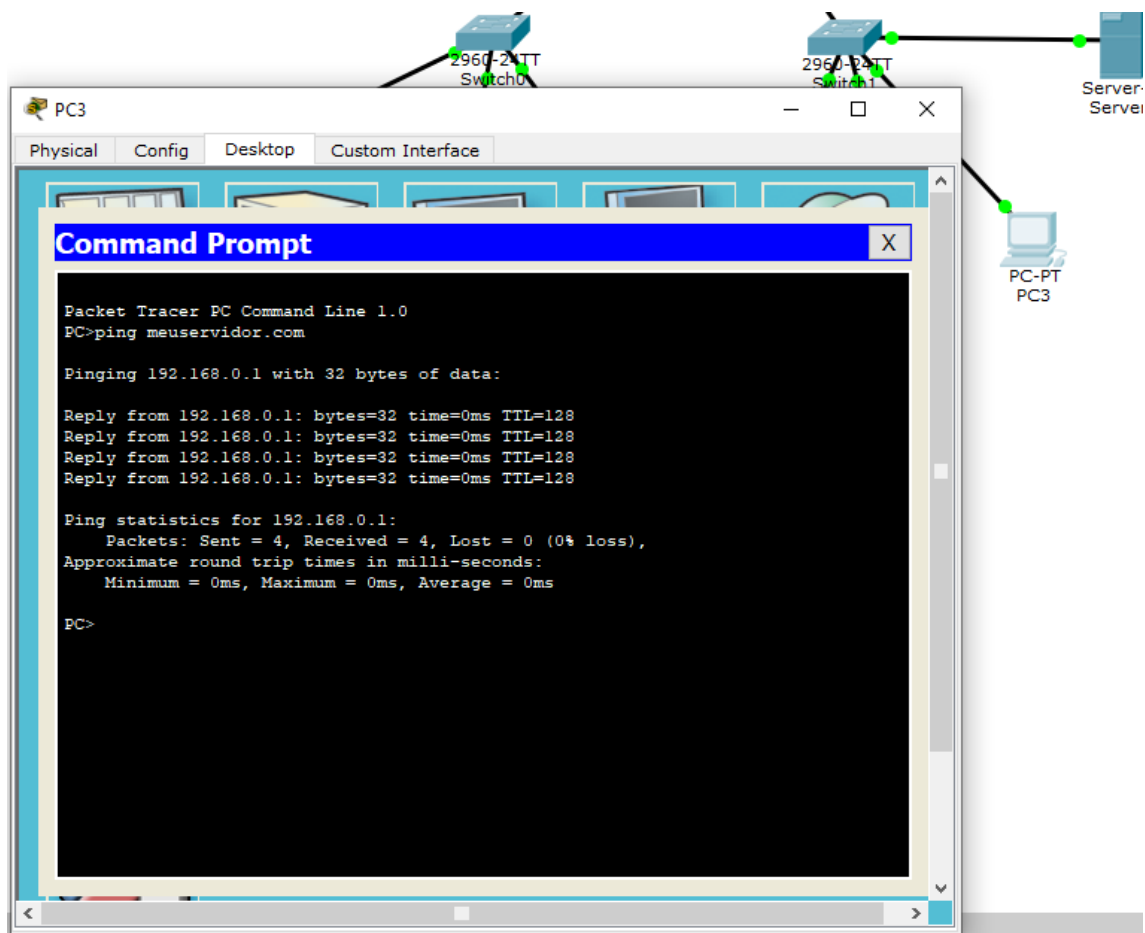 2960-24TT
Switch0
2960-24TT
Switch1
Server-
Server
PC3
Physical Config Desktop Custom Interface
Command Prompt
X
PC-PT
PC3
Packet Tracer PC Command Line 1.0
PC>ping meuservidor.com
Pinging 192.168.0.1 with 32 bytes of data:
Reply from 192.168.0.1: bytes=32 time=0ms TTL=128
Reply from 192.168.0.1: bytes=32 time=0ms TTL=128
Reply from 192.168.0.1: bytes=32 time=0ms TTL=128
Reply from 192.168.0.1: bytes=32 time=0ms TTL=128
Ping statistics for 192.168.0.1:
Packets: Sent = 4, Received = 4, Lost = 0 (0% loss),
Approximate round trip times in milli-seconds:
Minimum = 0ms, Maximum = 0ms, Average = 0ms
PC>